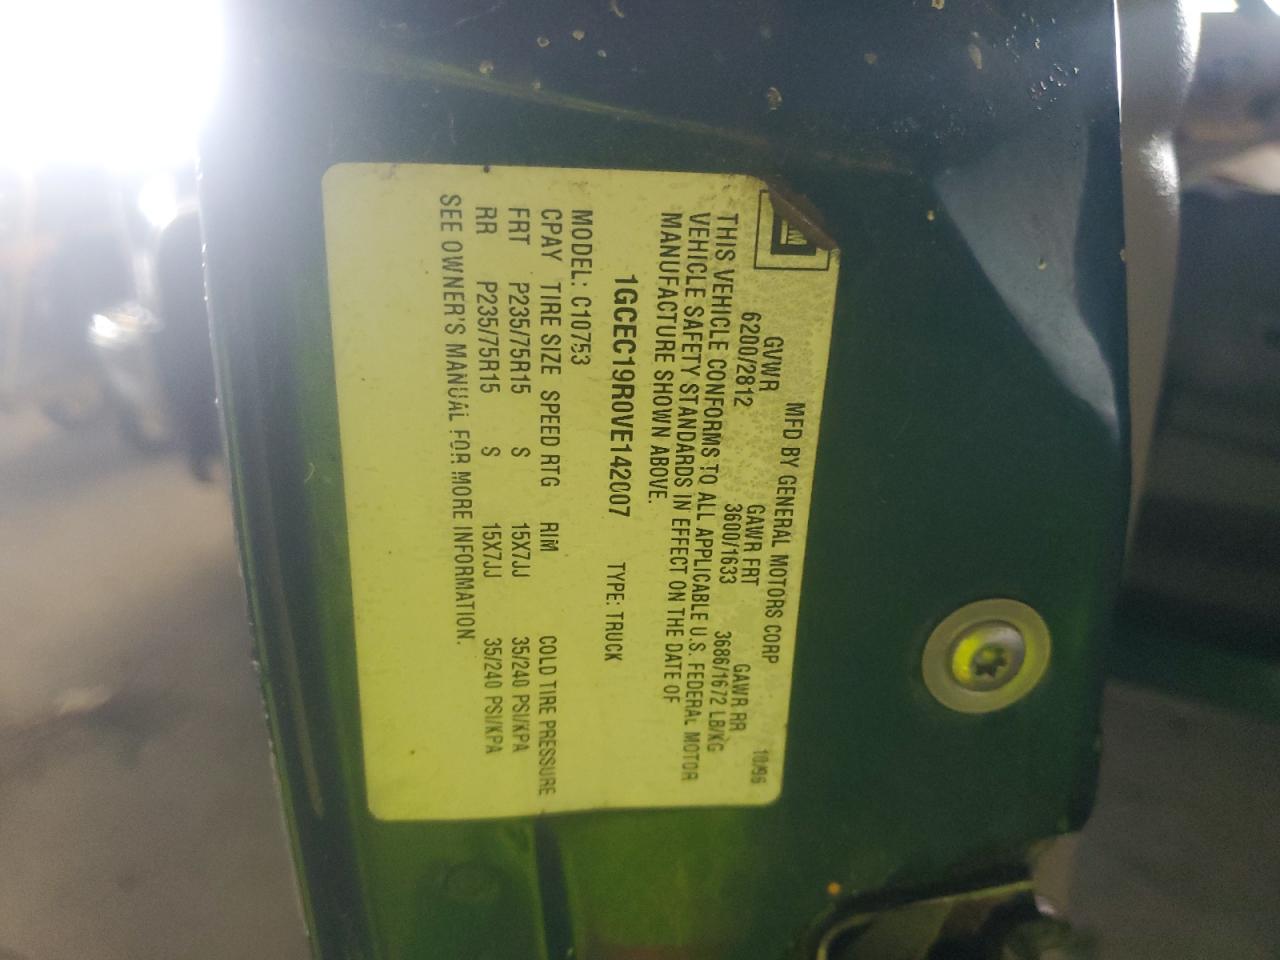 GM
MFD BY GENERAL MOTORS CORP 10/96
GVWR GAWR FRT GAWR RR
6200/2812 3600/1633 3686/1672 LB/KG
THIS VEHICLE CONFORMS TO ALL APPLICABLE U.S. FEDERAL MOTOR
VEHICLE SAFETY STANDARDS IN EFFECT ON THE DATE OF
MANUFACTURE SHOWN ABOVE.
1GCEC19R0VE142007 TYPE: TRUCK
MODEL: C10753
CPAY TIRE SIZE SPEED RTG RIM COLD TIRE PRESSURE
FRT P235/75R15 S 15X7JJ 35/240 PSI/KPA
RR P235/75R15 S 15X7JJ 35/240 PSI/KPA
SEE OWNER'S MANUAL FOR MORE INFORMATION.